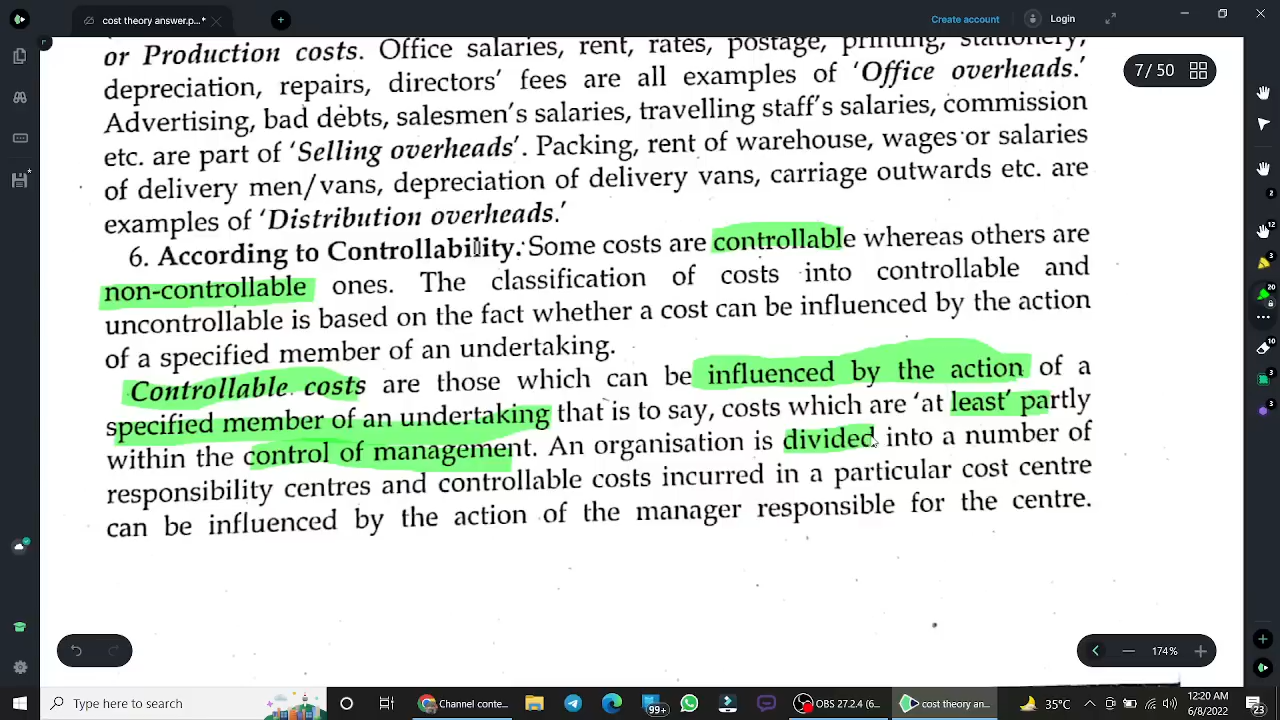 cost theory answer.p...
Create account
Login
or Production costs. Office salaries, rent, rates, postage, printing, stationery,
depreciation, repairs, directors' fees are all examples of 'Office overheads.'
Advertising, bad debts, salesmen's salaries, travelling staff's salaries, commission
etc. are part of 'Selling overheads'. Packing, rent of warehouse, wages or salaries
of delivery men/vans, depreciation of delivery vans, carriage outwards etc. are
examples of 'Distribution overheads.'
6. According to Controllability. Some costs are controllable whereas others are
non-controllable ones. The classification of costs into controllable and
uncontrollable is based on the fact whether a cost can be influenced by the action
of a specified member of an undertaking.
Controllable costs are those which can be influenced by the action of a
specified member of an undertaking that is to say, costs which are 'at least' partly
within the control of management. An organisation is divided into a number of
responsibility centres and controllable costs incurred in a particular cost centre
can be influenced by the action of the manager responsible for the centre.
7 / 50
2
12
3
20
10
3
3
174%
Type here to search
Channel conte...
99+
OBS 27.2.4 (6...
cost theory an...
35°C
12:20 AM
6/8/2022
23